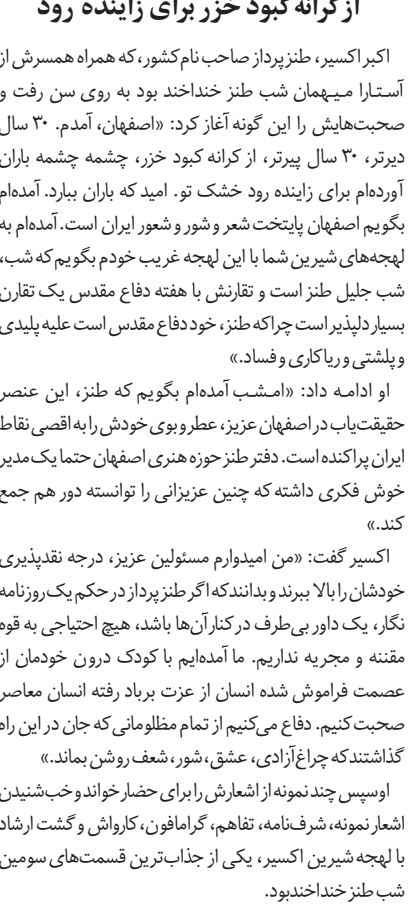 از کرانه کبود خزر برای زاینده رود
اکبر اکسیر، طنزپرداز صاحب نام کشور، که همراه همسرش از
آستارا میهمان شب طنز خنداخند بود به روی سن رفت و
صحبت‌هایش را این گونه آغاز کرد: «اصفهان، آمدم. ۳۰ سال
دیرتر، ۳۰ سال پیرتر، از کرانه کبود خزر، چشمه چشمه باران
آورده‌ام برای زاینده رود خشک تو. امید که باران ببارد. آمده‌ام
بگویم اصفهان پایتخت شعر و شور و شعور ایران است. آمده‌ام به
لهجه‌های شیرین شما با این لهجه غریب خودم بگویم که شب،
شب جلیل طنز است و تقارنش با هفته دفاع مقدس یک تقارن
بسیار دلپذیر است چراکه طنز، خود دفاع مقدس است علیه پلیدی
و پلشتی و ریاکاری و فساد.»
او ادامه داد: «امشب آمده‌ام بگویم که طنز، این عنصر
حقیقت‌یاب در اصفهان عزیز، عطر و بوی خودش را به اقصی نقاط
ایران پراکنده است. دفتر طنز حوزه هنری اصفهان حتما یک مدیر
خوش فکری داشته که چنین عزیزانی را توانسته دور هم جمع
کند.»
اکسیر گفت: «من امیدوارم مسئولین عزیز، درجه نقدپذیری
خودشان را بالا ببرند و بدانند که اگر طنزپرداز در حکم یک روزنامه
نگار، یک داور بی‌طرف در کنار آن‌ها باشد، هیچ احتیاجی به قوه
مقننه و مجریه نداریم. ما آمده‌ایم با کودک درون خودمان از
عصمت فراموش شده انسان از عزت برباد رفته انسان معاصر
صحبت کنیم. دفاع می‌کنیم از تمام مظلومانی که جان در این راه
گذاشتند که چراغ آزادی، عشق، شور، شعف روشن بماند.»
او سپس چند نمونه از اشعارش را برای حضار خواند و خب شنیدن
اشعار نمونه، شرف‌نامه، تفاهم، گرامافون، کارواش و گشت ارشاد
با لهجه شیرین اکسیر، یکی از جذاب‌ترین قسمت‌های سومین
شب طنز خنداخند بود.